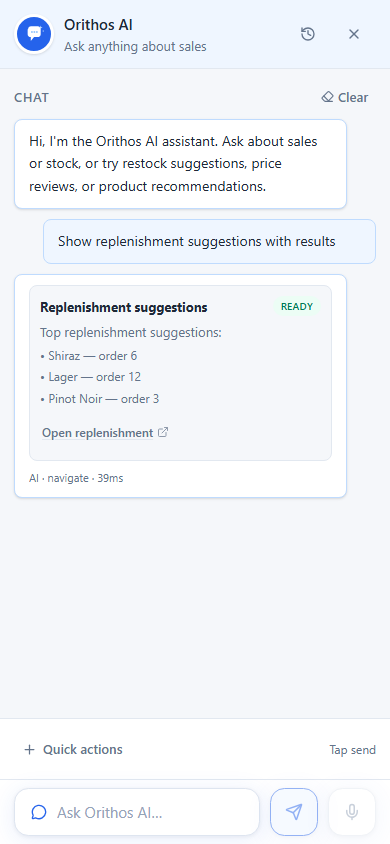 Orithos AI
Ask anything about sales
CHAT
Clear
Hi, I'm the Orithos AI assistant. Ask about sales
or stock, or try restock suggestions, price
reviews, or product recommendations.
Show replenishment suggestions with results
Replenishment suggestions
READY
Top replenishment suggestions:
• Shiraz — order 6
• Lager — order 12
• Pinot Noir — order 3
Open replenishment
AI · navigate · 39ms
Quick actions
Tap send
Ask Orithos AI...